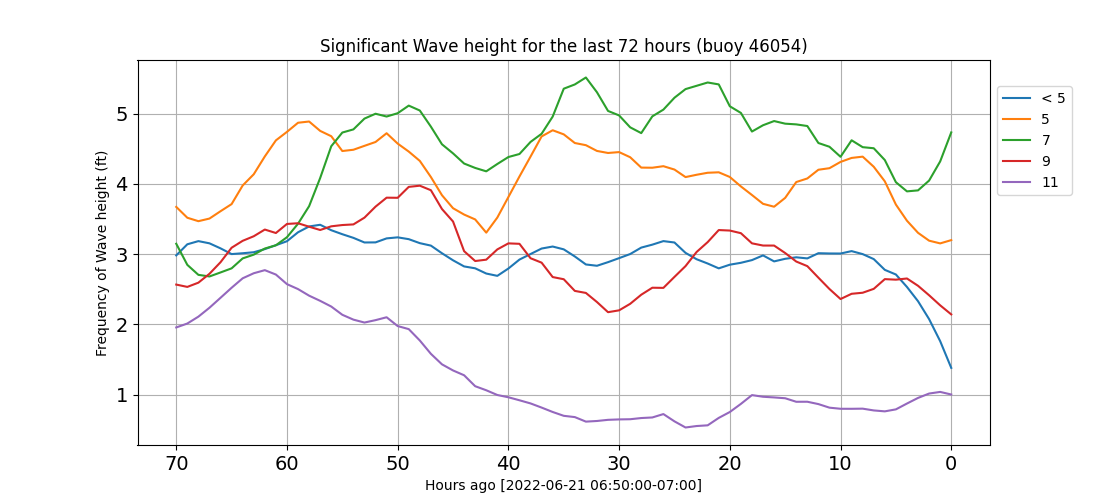 Significant Wave height for the last 72 hours (buoy 46054)
Frequency of Wave height (ft)
5
4
3
2
1
70 60 50 40 30 20 10 0
Hours ago [2022-06-21 06:50:00-07:00]
< 5
5
7
9
11